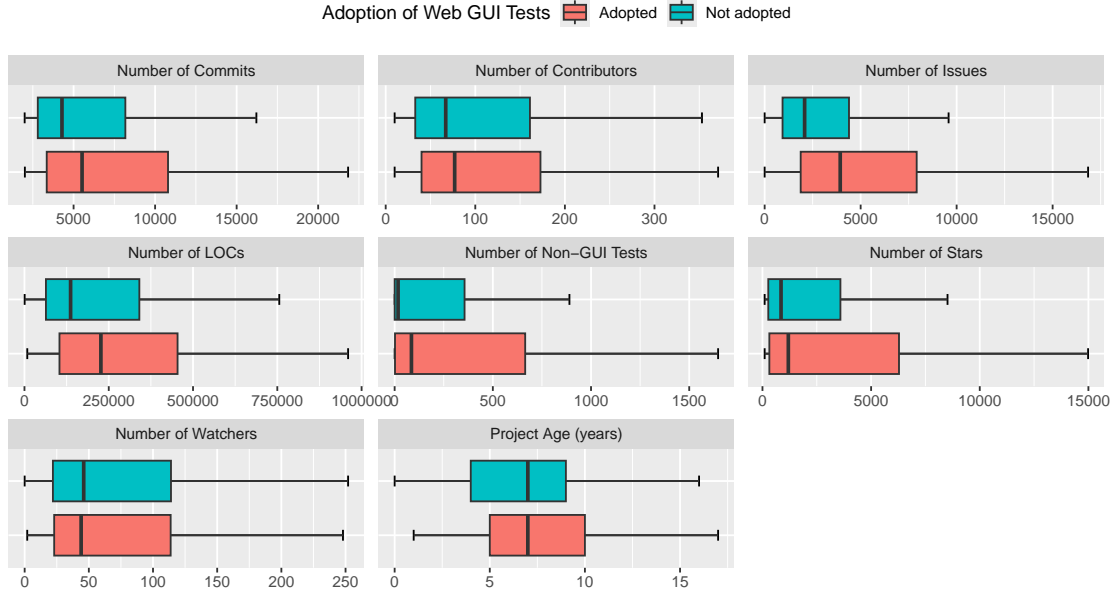 Adoption of Web GUI Tests Adopted Not adopted
Number of Commits Number of Contributors Number of Issues
5000 10000 15000 20000 0 100 200 300 0 5000 10000 15000
Number of LOCs Number of Non−GUI Tests Number of Stars
0 250000 500000 750000 1000000 0 500 1000 1500 0 5000 10000 15000
Number of Watchers Project Age (years)
0 50 100 150 200 250 0 5 10 15